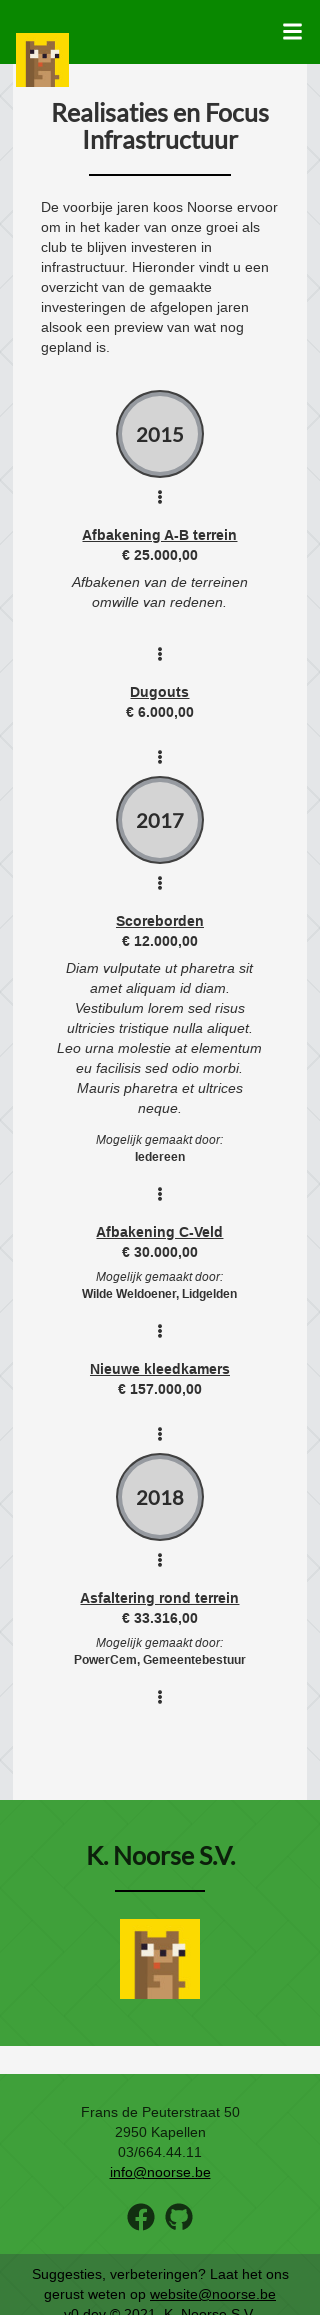 Realisaties en Focus
Infrastructuur
De voorbije jaren koos Noorse ervoor
om in het kader van onze groei als
club te blijven investeren in
infrastructuur. Hieronder vindt u een
overzicht van de gemaakte
investeringen de afgelopen jaren
alsook een preview van wat nog
gepland is.
2015
Afbakening A-B terrein
€ 25.000,00
Afbakenen van de terreinen
omwille van redenen.
Dugouts
€ 6.000,00
2017
Scoreborden
€ 12.000,00
Diam vulputate ut pharetra sit
amet aliquam id diam.
Vestibulum lorem sed risus
ultricies tristique nulla aliquet.
Leo urna molestie at elementum
eu facilisis sed odio morbi.
Mauris pharetra et ultrices
neque.
Mogelijk gemaakt door:
Iedereen
Afbakening C-Veld
€ 30.000,00
Mogelijk gemaakt door:
Wilde Weldoener, Lidgelden
Nieuwe kleedkamers
€ 157.000,00
2018
Asfaltering rond terrein
€ 33.316,00
Mogelijk gemaakt door:
PowerCem, Gemeentebestuur
K. Noorse S.V.
Frans de Peuterstraat 50
2950 Kapellen
03/664.44.11
info@noorse.be
Suggesties, verbeteringen? Laat het ons
gerust weten op website@noorse.be
v0.dev © 2021, K. Noorse S.V.